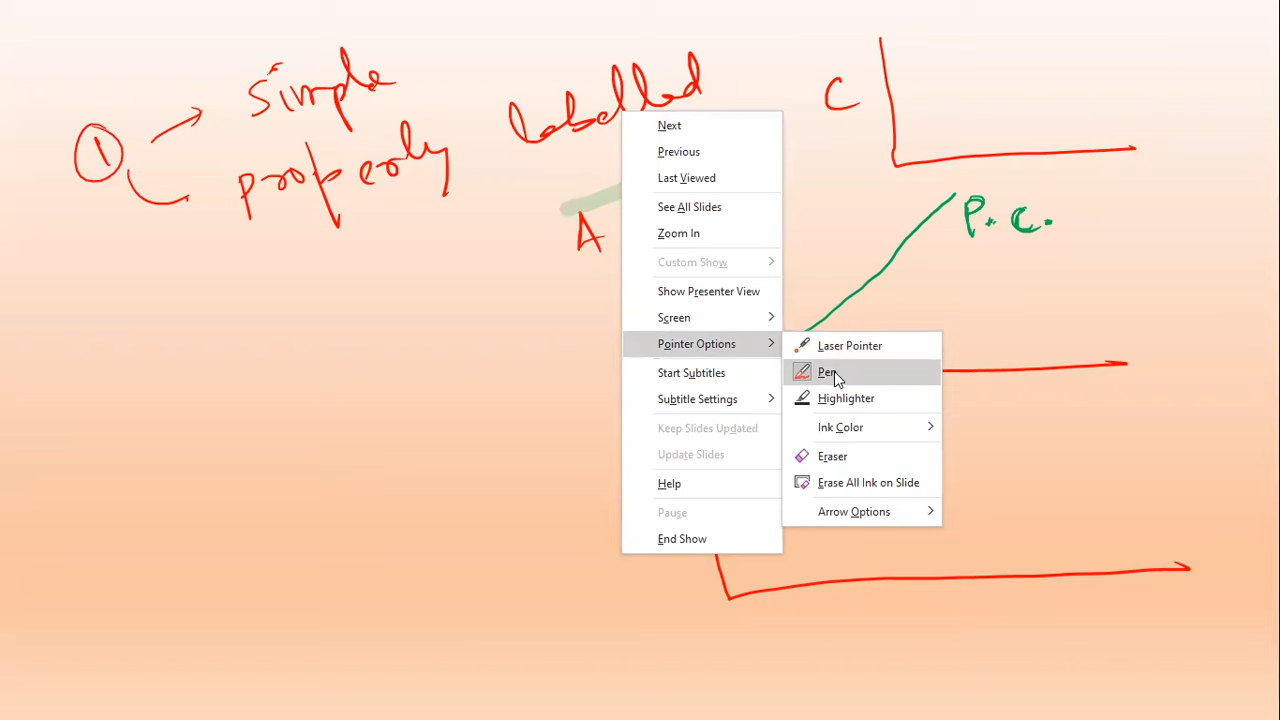 ① → simple
properly labelled
C
A
P. C.
Next
Previous
Last Viewed
See All Slides
Zoom In
Custom Show
Show Presenter View
Screen
Pointer Options
Start Subtitles
Subtitle Settings
Keep Slides Updated
Update Slides
Help
Pause
End Show
Laser Pointer
Pen
Highlighter
Ink Color
Eraser
Erase All Ink on Slide
Arrow Options